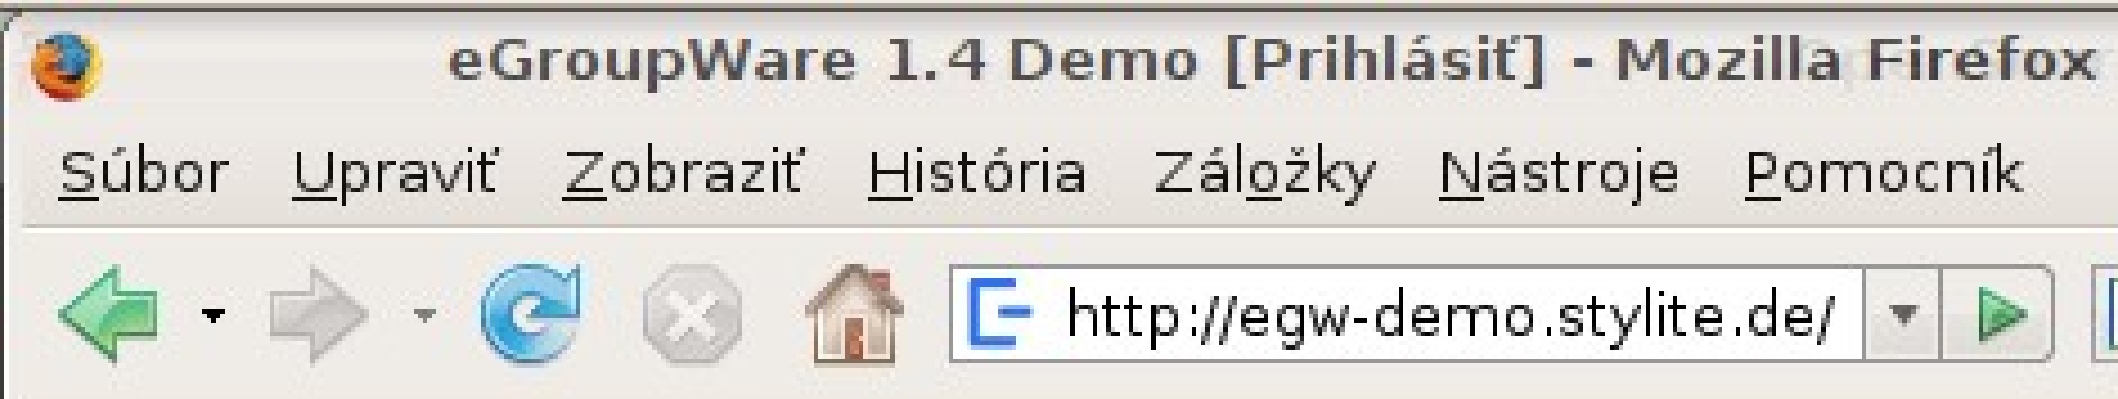 eGroupWare 1.4 Demo [Prihlásiť] - Mozilla Firefox
Súbor Upraviť Zobraziť História Záložky Nástroje Pomocník
http://egw-demo.stylite.de/